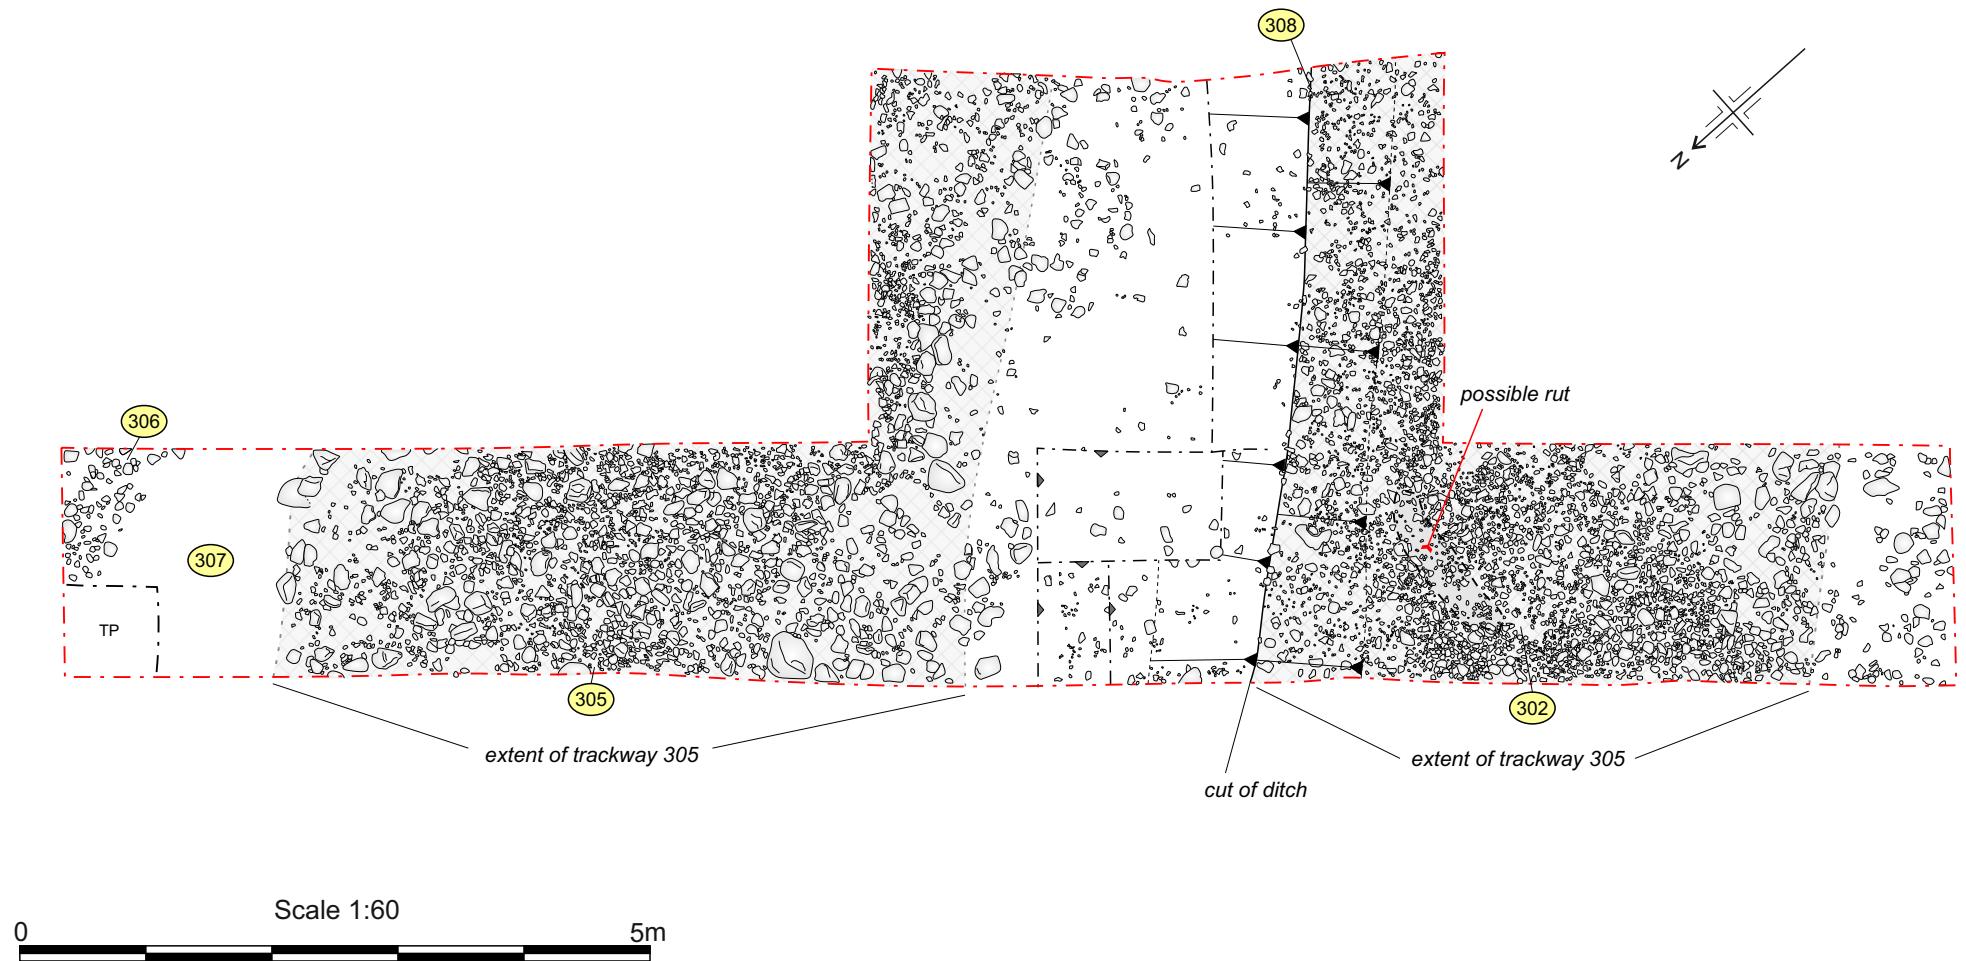 308
N
possible rut
306
307
TP
305
302
extent of trackway 305
extent of trackway 305
cut of ditch
Scale 1:60
0 5m